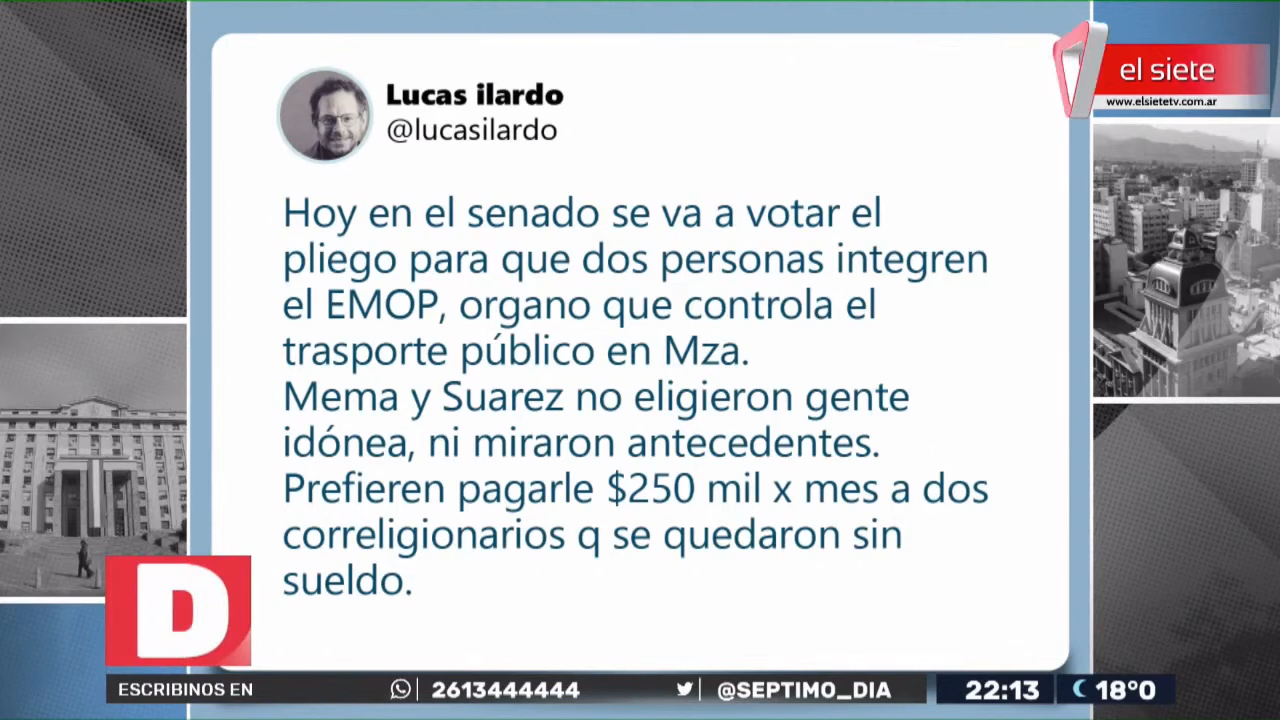 Lucas ilardo
@lucasilardo
el siete
www.elsietetv.com.ar
Hoy en el senado se va a votar el
pliego para que dos personas integren
el EMOP, organo que controla el
trasporte público en Mza.
Mema y Suarez no eligieron gente
idónea, ni miraron antecedentes.
Prefieren pagarle $250 mil x mes a dos
correligionarios q se quedaron sin
sueldo.
D
ESCRIBINOS EN 2613444444 @SEPTIMO_DIA 22:13 18°0